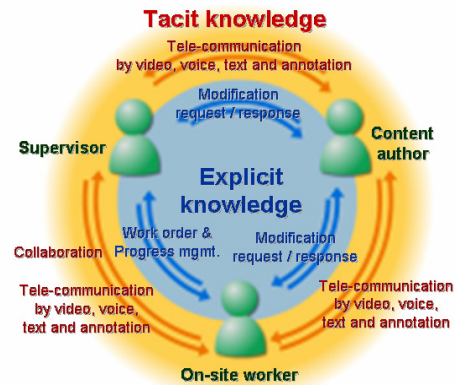 Tacit knowledge
Tele-communication
by video, voice, text and annotation
Modification
request / response
Supervisor
Content
author
Explicit
knowledge
Work order &
Progress mgmt.
Modification
request / response
Collaboration
Tele-communication
by video, voice,
text and annotation
Tele-communication
by video, voice,
text and annotation
On-site worker